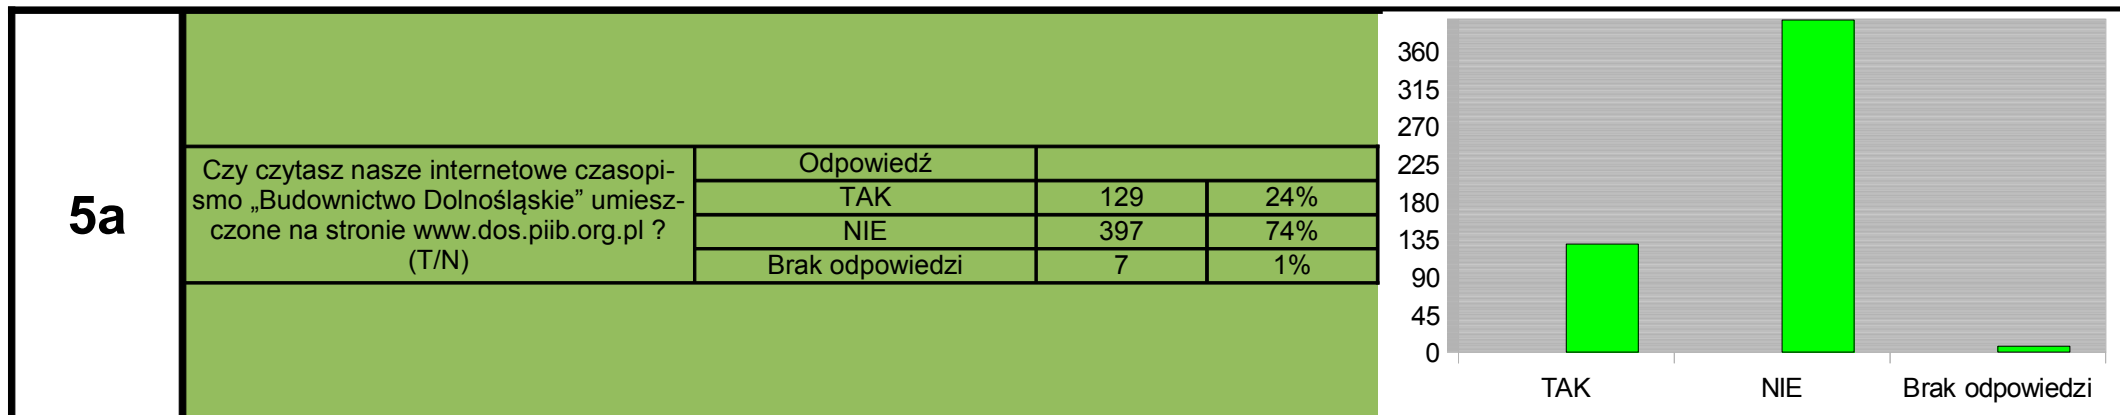 5a
Czy czytasz nasze internetowe czasopi-
smo „Budownictwo Dolnośląskie” umiesz-
czone na stronie www.dos.piib.org.pl ?
(T/N)
Odpowiedź
TAK 129 24%
NIE 397 74%
Brak odpowiedzi 7 1%
360
315
270
225
180
135
90
45
0
TAK NIE Brak odpowiedzi